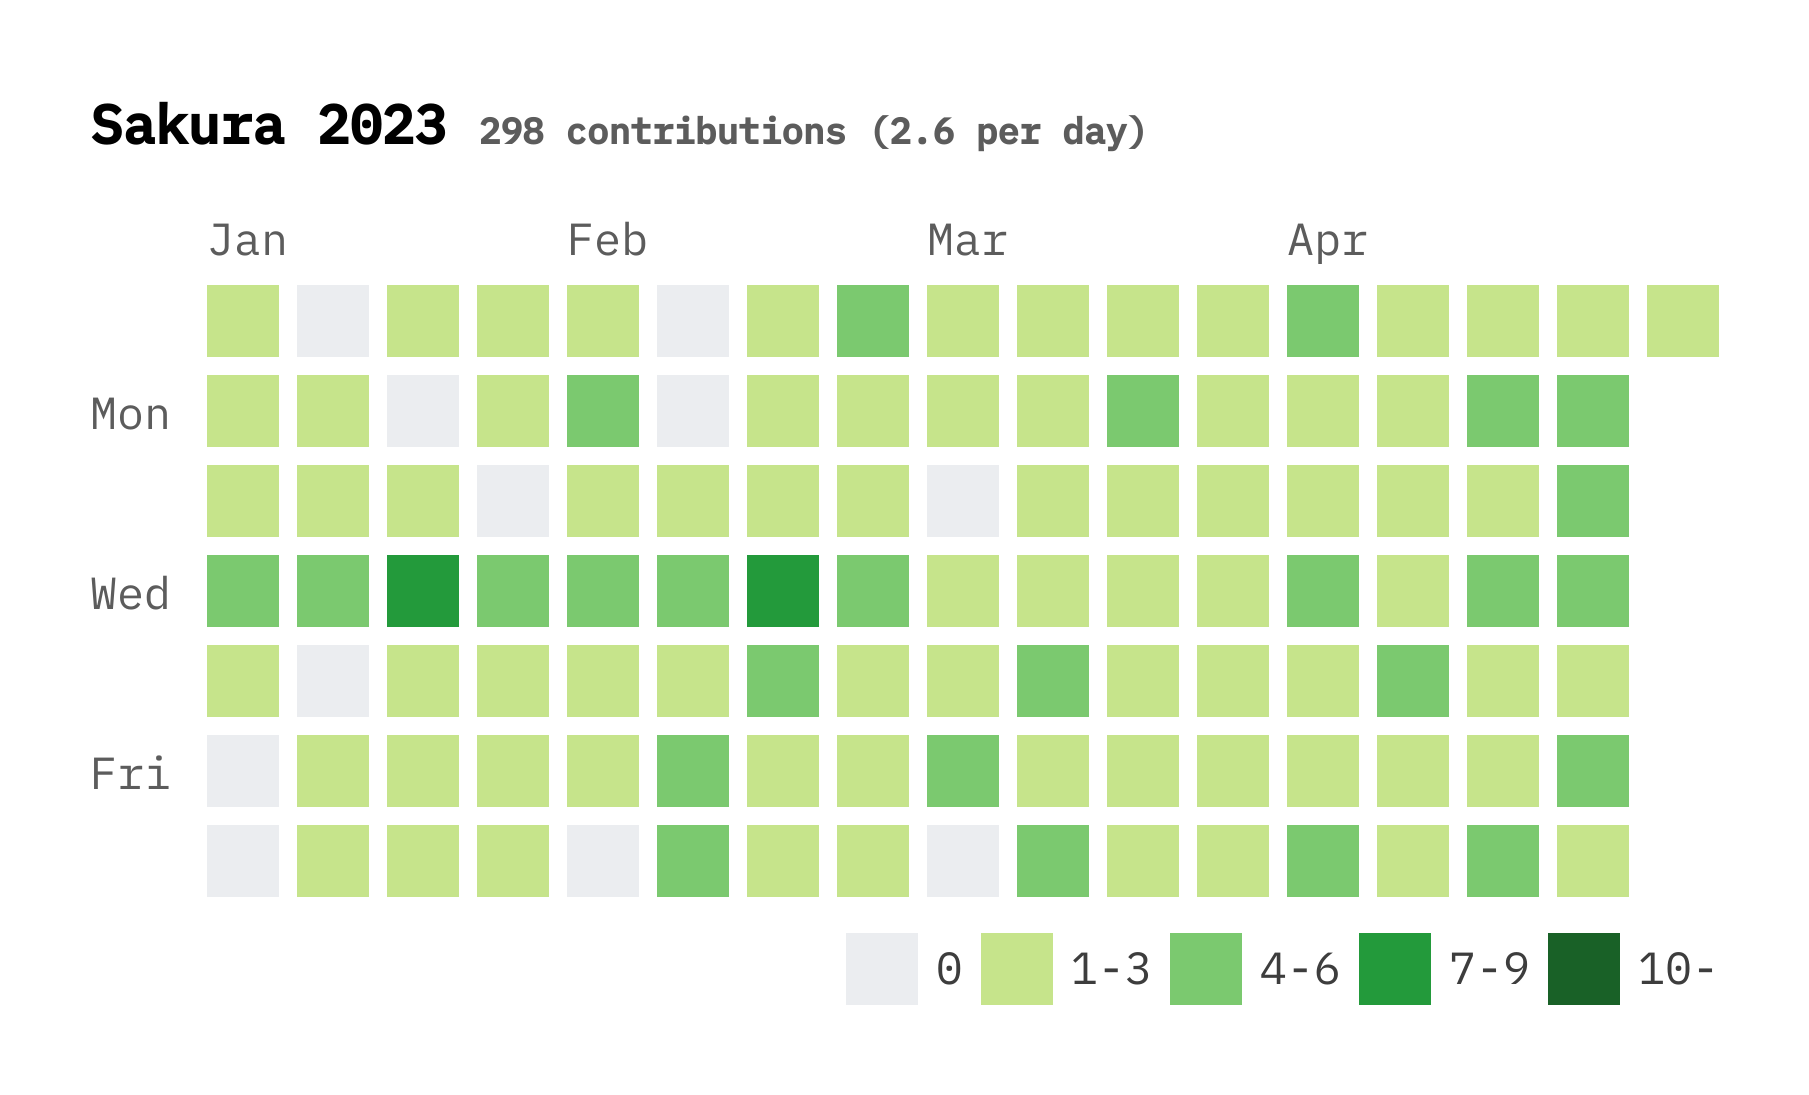 Sakura 2023 298 contributions (2.6 per day)
Jan Feb Mar Apr
Mon
Wed
Fri
0 1-3 4-6 7-9 10-